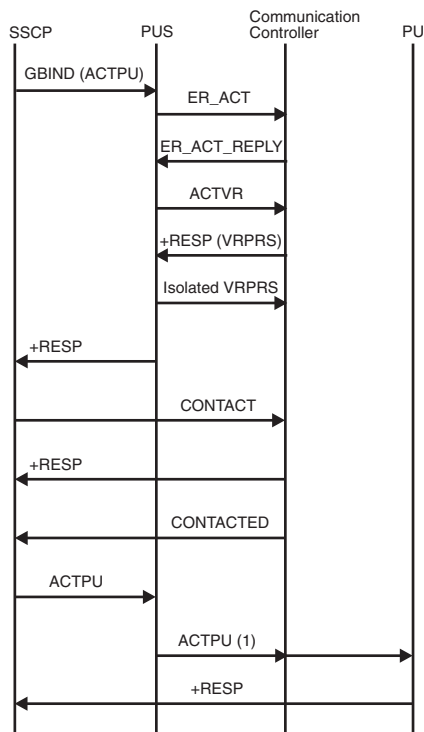 SSCP
PUS
Communication
Controller
PU
GBIND (ACTPU)
ER_ACT
ER_ACT_REPLY
ACTVR
+RESP (VRPRS)
Isolated VRPRS
+RESP
CONTACT
+RESP
CONTACTED
ACTPU
ACTPU (1)
+RESP